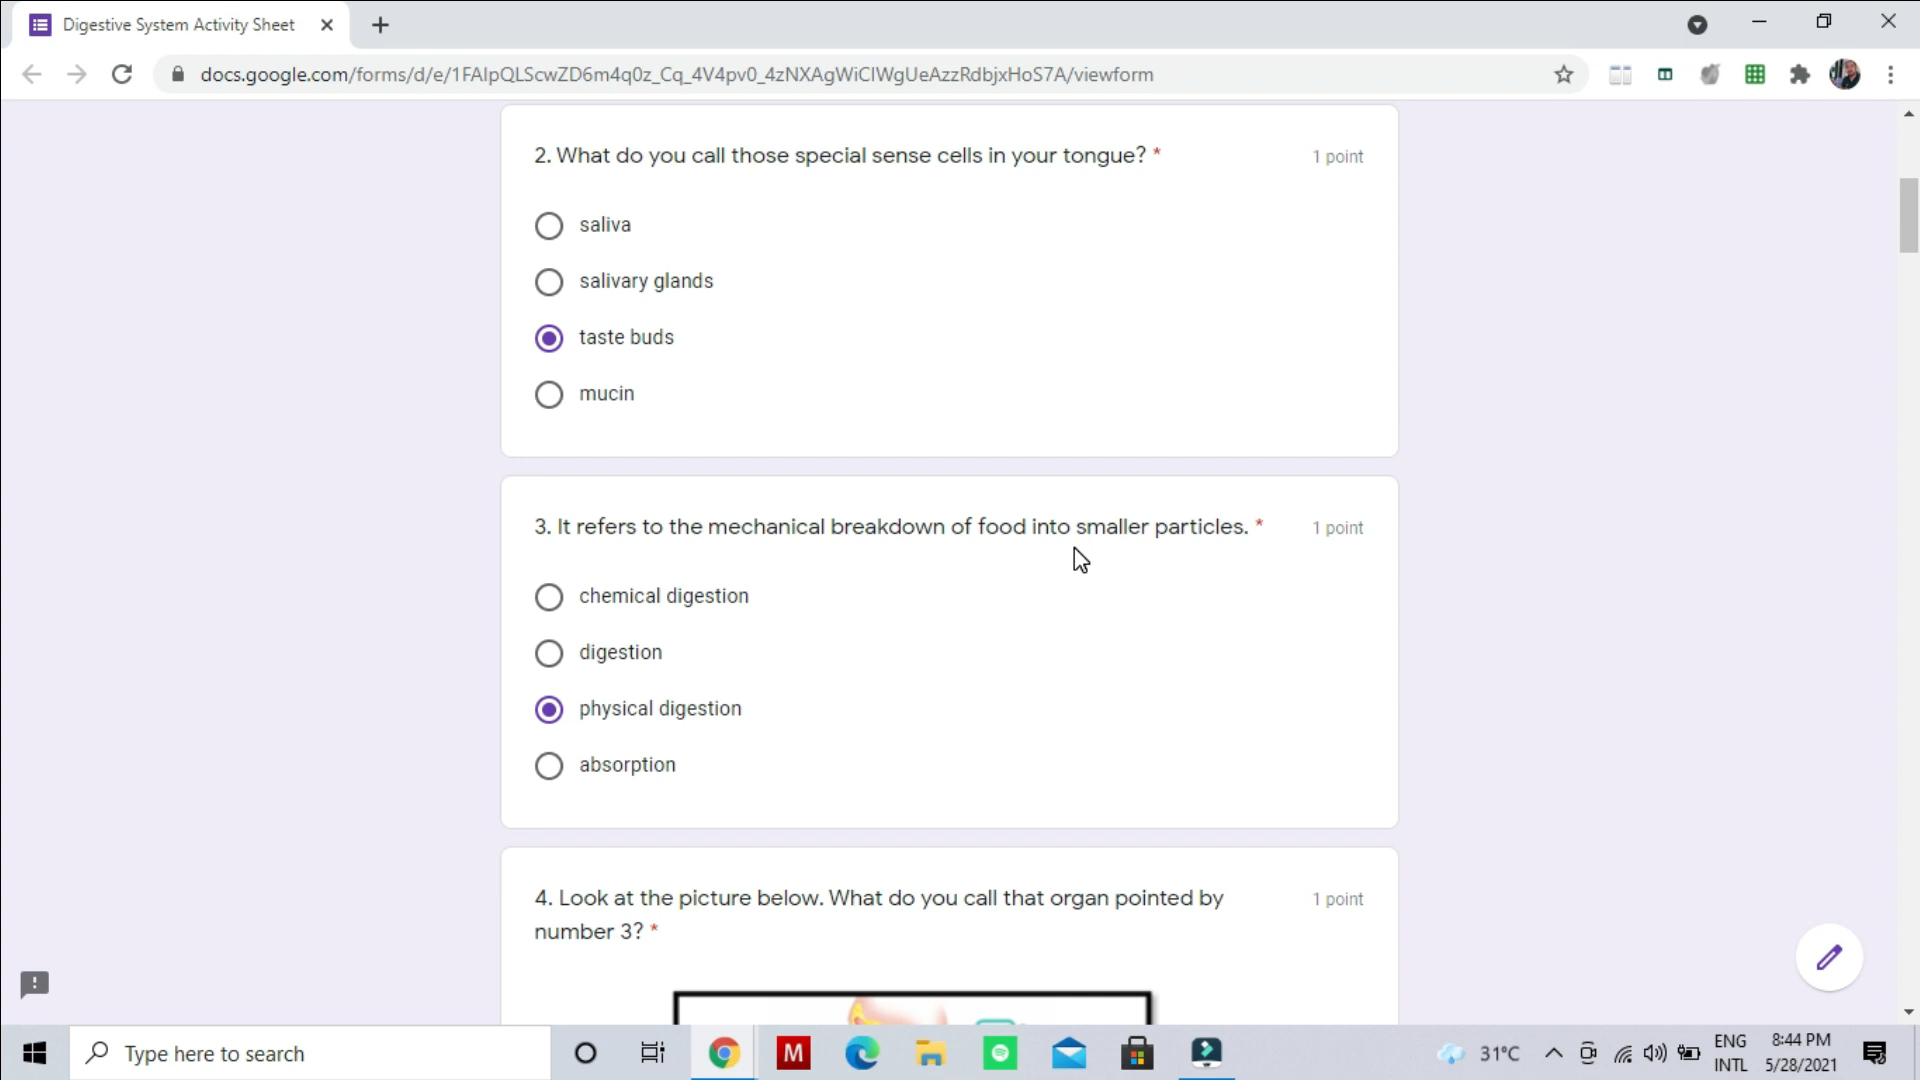 Digestive System Activity Sheet
docs.google.com/forms/d/e/1FAIpQLScwZD6m4q0z_Cq_4V4pv0_4zNXAgWiCIWgUeAzzRdbjxHoS7A/viewform
2. What do you call those special sense cells in your tongue? *
1 point
saliva
salivary glands
taste buds
mucin
3. It refers to the mechanical breakdown of food into smaller particles. *
1 point
chemical digestion
digestion
physical digestion
absorption
4. Look at the picture below. What do you call that organ pointed by
number 3? *
1 point
Type here to search
M
31°C
ENG
INTL
8:44 PM
5/28/2021